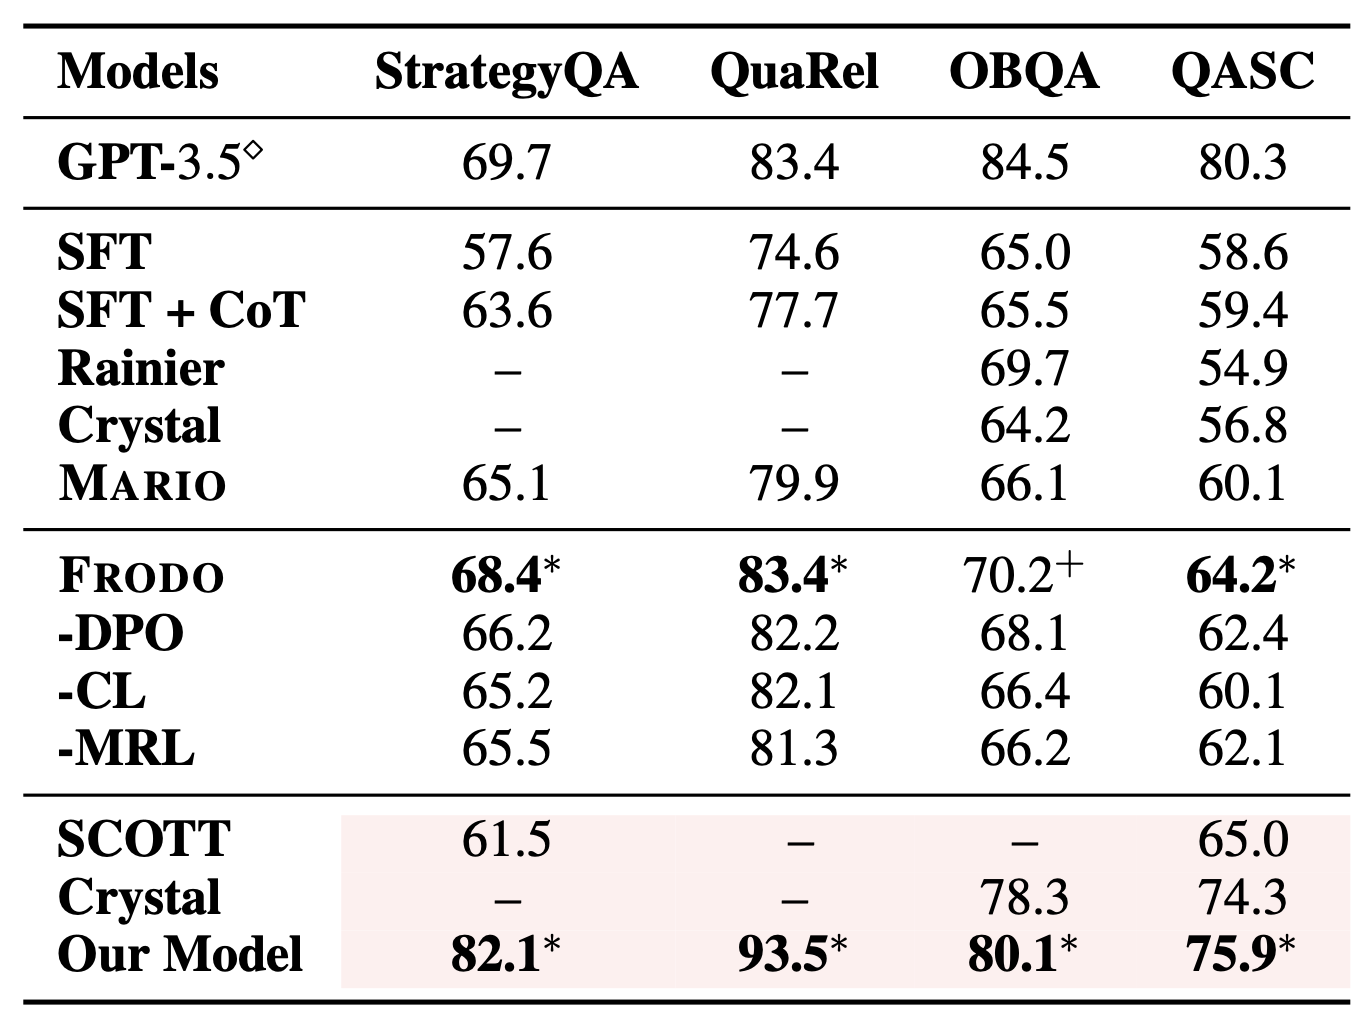 Models StrategyQA QuaRel OBQA QASC
GPT-3.5◇ 69.7 83.4 84.5 80.3
SFT 57.6 74.6 65.0 58.6
SFT + CoT 63.6 77.7 65.5 59.4
Rainier – – 69.7 54.9
Crystal – – 64.2 56.8
MARIO 65.1 79.9 66.1 60.1
FRODO 68.4* 83.4* 70.2+ 64.2*
-DPO 66.2 82.2 68.1 62.4
-CL 65.2 82.1 66.4 60.1
-MRL 65.5 81.3 66.2 62.1
SCOTT 61.5 – – 65.0
Crystal – – 78.3 74.3
Our Model 82.1* 93.5* 80.1* 75.9*